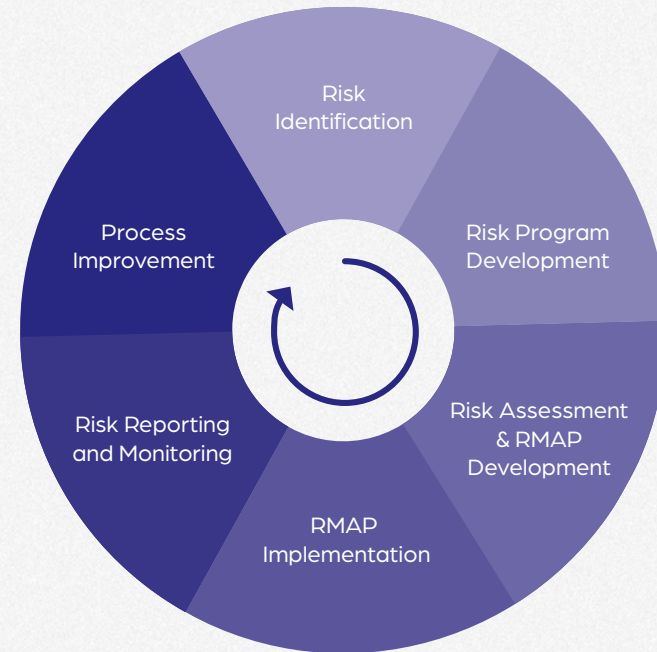 Risk
Identification
Risk Program
Development
Risk Assessment
& RMAP
Development
RMAP
Implementation
Risk Reporting
and Monitoring
Process
Improvement